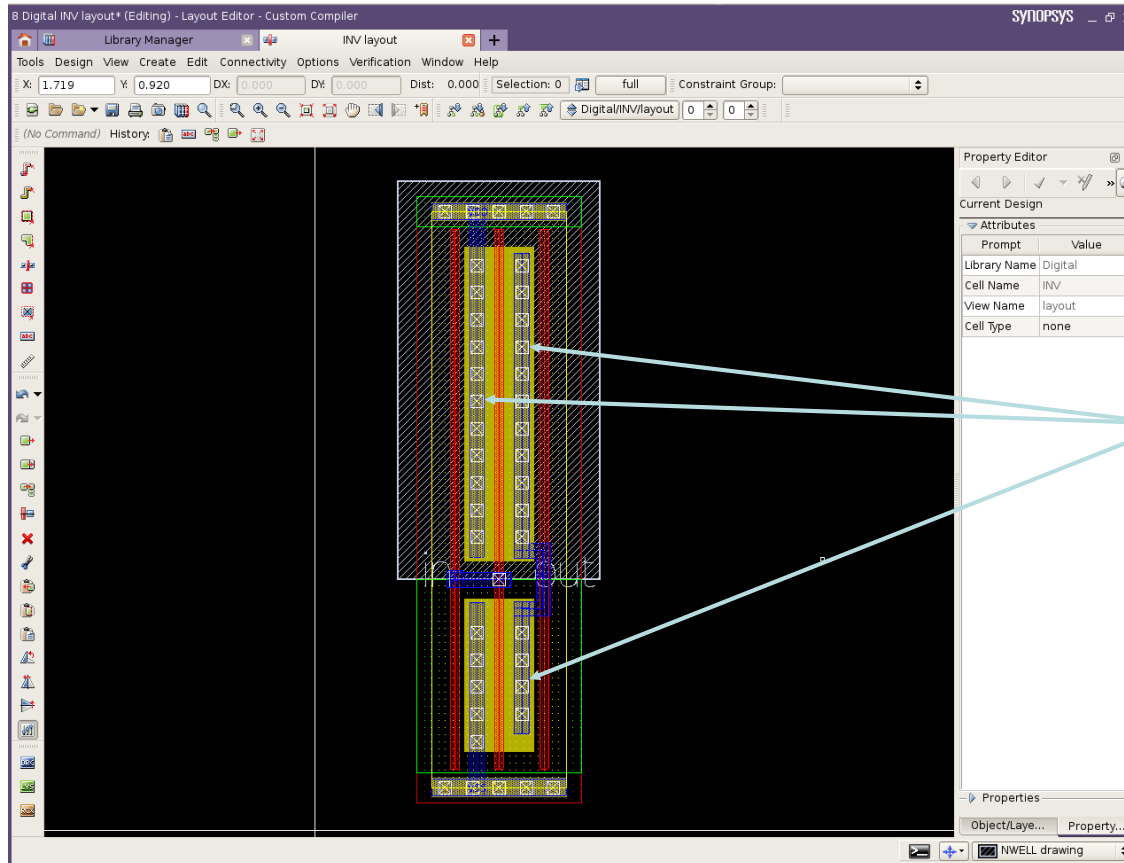 8 Digital INV layout* (Editing) - Layout Editor - Custom Compiler
SYNOPSYS
Library Manager
INV layout
Tools Design View Create Edit Connectivity Options Verification Window Help
X: 1.719 Y: 0.920 DX: 0.000 DY: 0.000 Dist: 0.000 Selection: 0 full Constraint Group:
Digital/INV/layout 0 0
(No Command) History: abc
Property Editor
»
Current Design
Attributes
Prompt Value
Library Name Digital
Cell Name INV
View Name layout
Cell Type none
abc
in out
DRC
LVS
Properties
Object/Laye... Property...
NWELL drawing